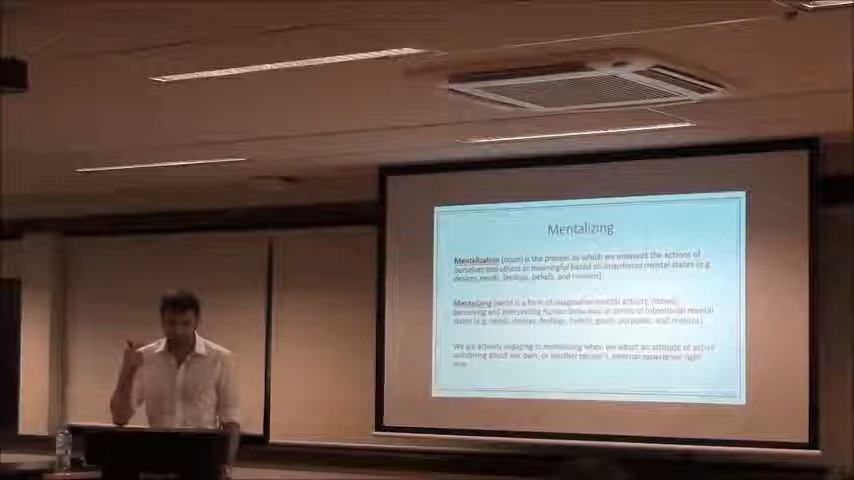 Mentalizing
Mentalization (noun) is the process by which we interpret the actions of
ourselves and others as meaningful based on intentional mental states (e.g.
desires, needs, feelings, beliefs, and reasons)
Mentalizing (verb) is a form of imaginative mental activity, namely,
perceiving and interpreting human behaviour in terms of intentional mental
states (e.g. needs, desires, feelings, beliefs, goals, purposes, and reasons)
We are actively engaging in mentalizing when we adopt an attitude of active
wondering about our own, or another person's, internal experience right
now.